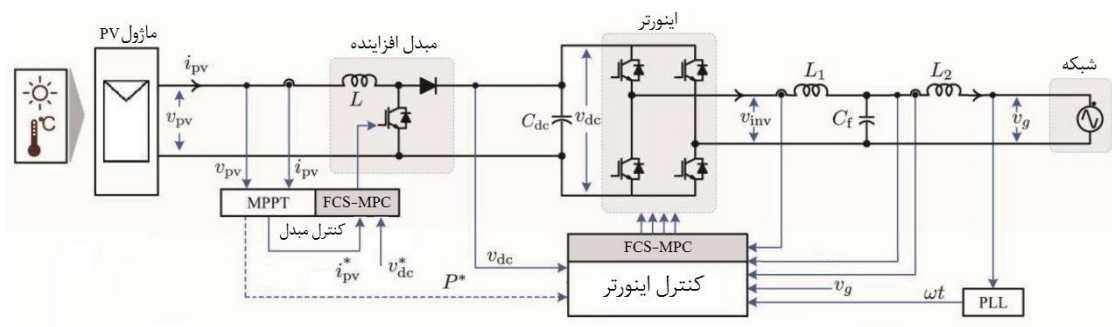 ماژول PV
مبدل افزاینده
اینورتر
شبکه
°C
i_pv
v_pv
L
C_dc
v_dc
v_inv
L_1
C_f
L_2
v_g
v_pv
i_pv
MPPT
FCS-MPC
کنترل مبدل
i*_pv
v*_dc
P*
v_dc
FCS-MPC
کنترل اینورتر
v_g
ωt
PLL